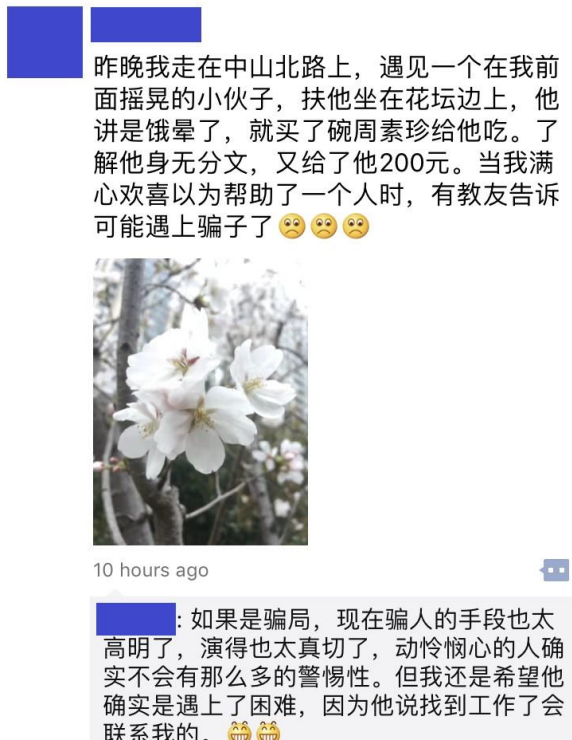 昨晚我走在中山北路上，遇见一个在我前
面摇晃的小伙子，扶他坐在花坛边上，他
讲是饿晕了，就买了碗周素珍给他吃。了
解他身无分文，又给了他200元。当我满
心欢喜以为帮助了一个人时，有教友告诉
可能遇上骗子了☹️☹️☹️
10 hours ago
: 如果是骗局，现在骗人的手段也太
高明了，演得也太真切了，动怜悯心的人确
实不会有那么多的警惕性。但我还是希望他
确实是遇上了困难，因为他说找到工作了会
联系我的。😁😁